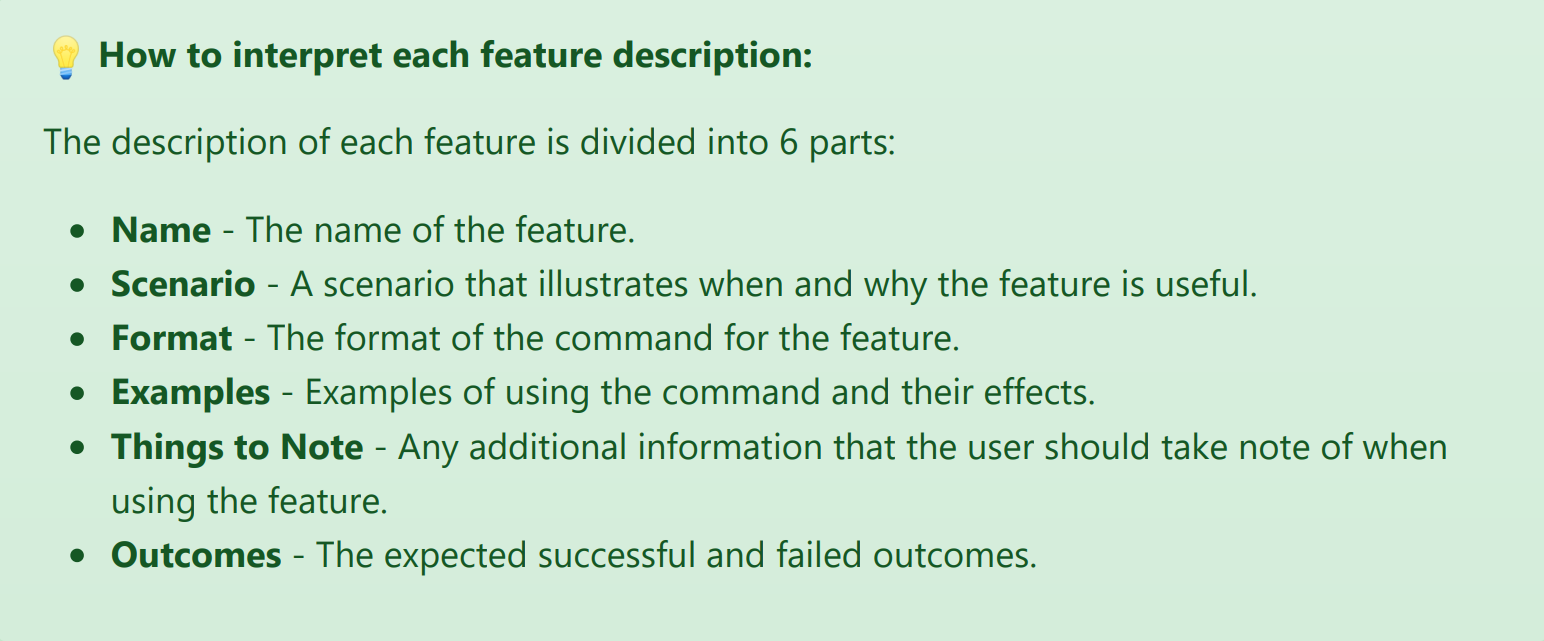 💡 How to interpret each feature description:
The description of each feature is divided into 6 parts:
• Name - The name of the feature.
• Scenario - A scenario that illustrates when and why the feature is useful.
• Format - The format of the command for the feature.
• Examples - Examples of using the command and their effects.
• Things to Note - Any additional information that the user should take note of when
using the feature.
• Outcomes - The expected successful and failed outcomes.